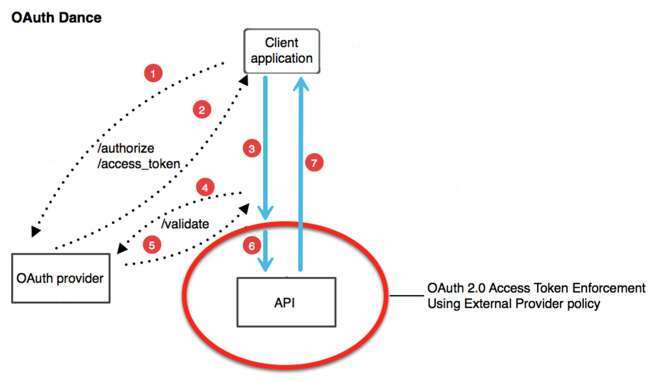 OAuth Dance
Client
application
1
2
/authorize
/access_token
3
7
4
/validate
5
6
OAuth provider
API
OAuth 2.0 Access Token Enforcement
Using External Provider policy